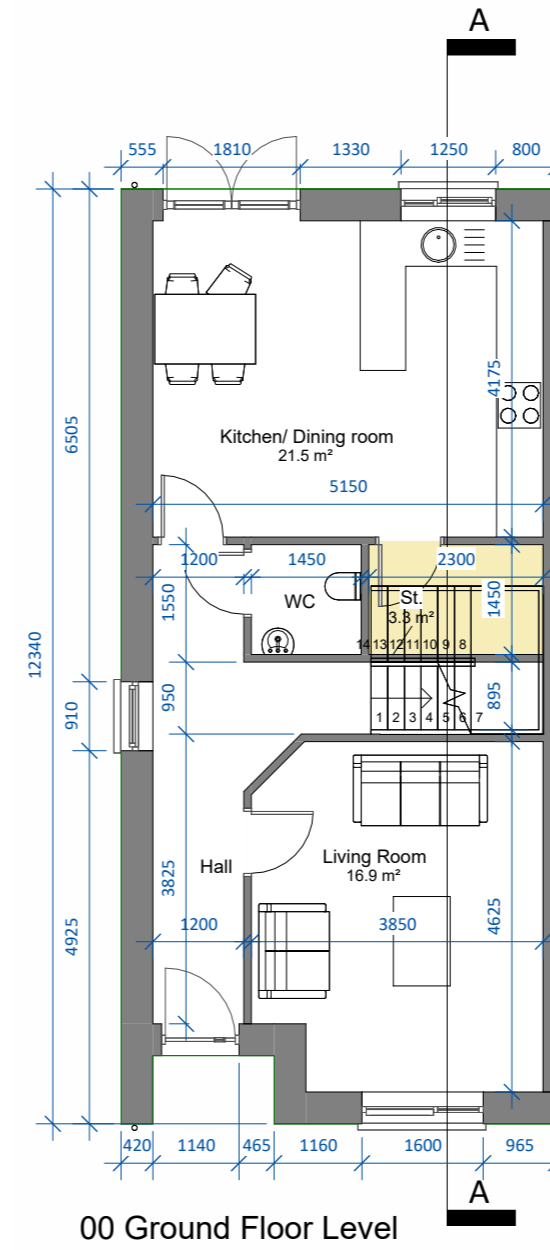 A
555 1810 1330 1250 800
4175
6505
Kitchen/ Dining room
21.5 m²
5150
1200 1450 2300
1550
WC
St.
3.3 m²
1450
14 13 12 11 10 9 8
12340
910
950
895
1 2 3 4 5 6 7
Hall
Living Room
16.9 m²
3825
4625
4925
1200 3850
420 1140 465 1160 1600 965
A
00 Ground Floor Level